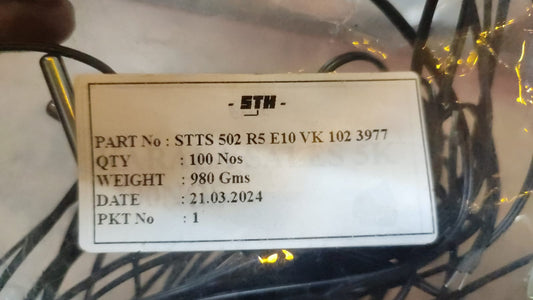 - STK -
PART No : STTS 502 R5 E10 VK 102 3977
QTY : 100 Nos
WEIGHT : 980 Gms
DATE : 21.03.2024
PKT No : 1